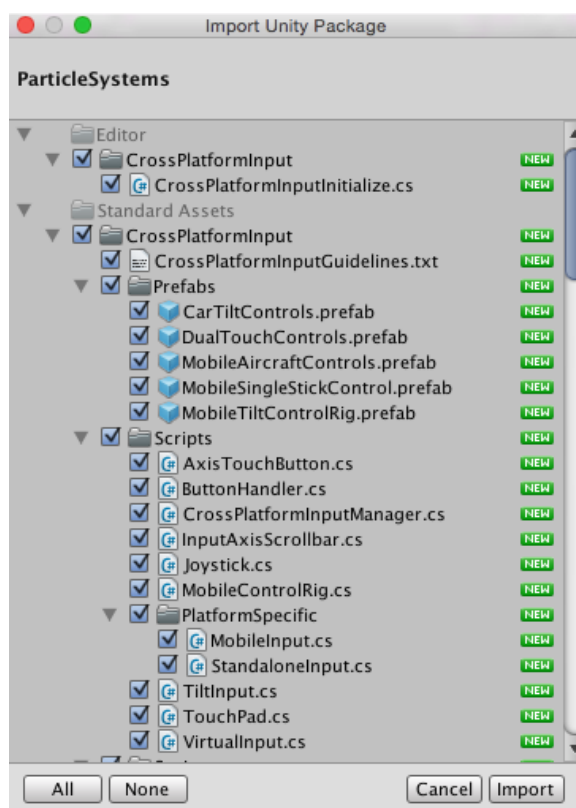 Import Unity Package
ParticleSystems
Editor
CrossPlatformInput NEW
CrossPlatformInputInitialize.cs NEW
Standard Assets
CrossPlatformInput NEW
CrossPlatformInputGuidelines.txt NEW
Prefabs NEW
CarTiltControls.prefab NEW
DualTouchControls.prefab NEW
MobileAircraftControls.prefab NEW
MobileSingleStickControl.prefab NEW
MobileTiltControlRig.prefab NEW
Scripts NEW
AxisTouchButton.cs NEW
ButtonHandler.cs NEW
CrossPlatformInputManager.cs NEW
InputAxisScrollbar.cs NEW
Joystick.cs NEW
MobileControlRig.cs NEW
PlatformSpecific NEW
MobileInput.cs NEW
StandaloneInput.cs NEW
TiltInput.cs NEW
TouchPad.cs NEW
VirtualInput.cs NEW
All None Cancel Import